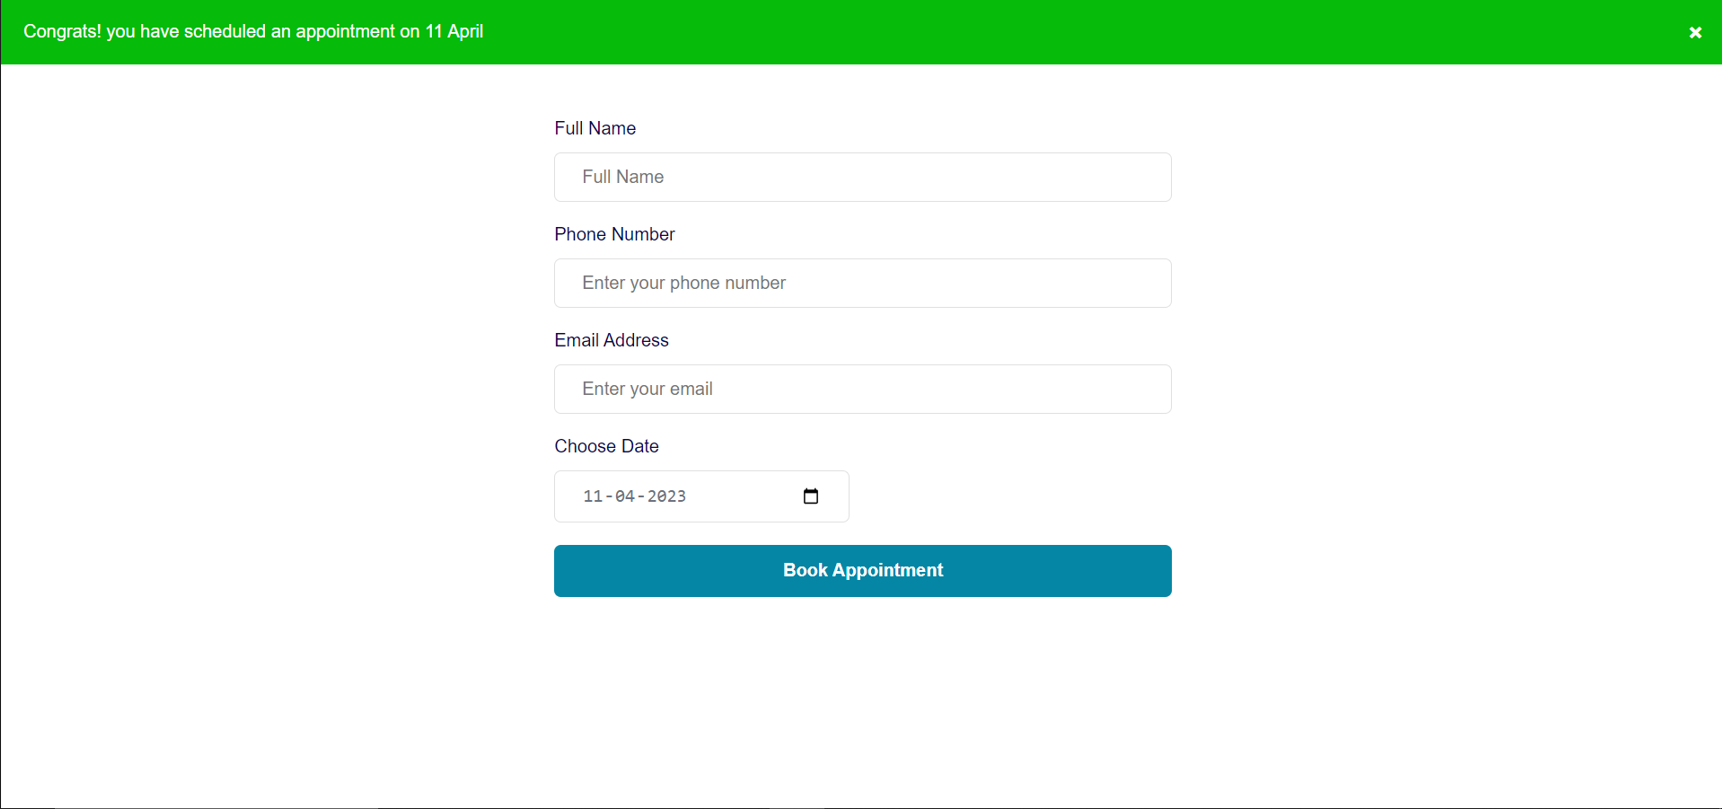 Congrats! you have scheduled an appointment on 11 April
Full Name
Full Name
Phone Number
Enter your phone number
Email Address
Enter your email
Choose Date
11-04-2023
Book Appointment